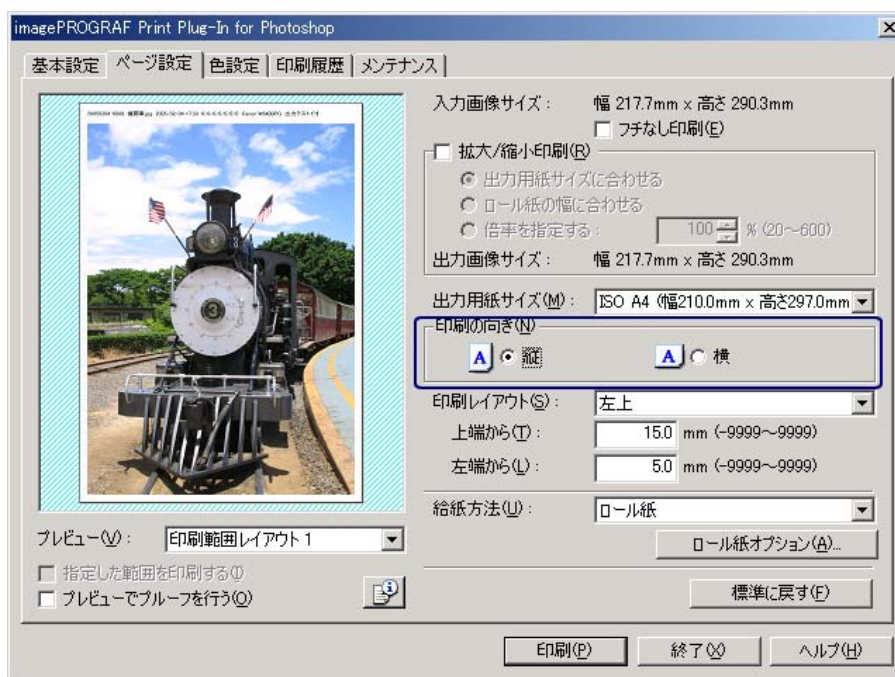 imagePROGRAF Print Plug-In for Photoshop
基本設定 ページ設定 色設定 印刷履歴 メンテナンス
入力画像サイズ： 幅 217.7mm x 高さ 290.3mm
フチなし印刷(E)
拡大/縮小印刷(R)
出力用紙サイズに合わせる
ロール紙の幅に合わせる
倍率を指定する： 100 % (20～600)
出力画像サイズ： 幅 217.7mm x 高さ 290.3mm
出力用紙サイズ(M)： ISO A4 (幅210.0mm x 高さ297.0mm
印刷の向き(N)
A 縦 A 横
印刷レイアウト(S)： 左上
上端から(T)： 15.0 mm (-9999～9999)
左端から(L)： 5.0 mm (-9999～9999)
給紙方法(U)： ロール紙
ロール紙オプション(A)...
標準に戻す(F)
3
プレビュー(V)： 印刷範囲レイアウト 1
指定した範囲を印刷する(I)
プレビューでプルーフを行う(O)
印刷(P) 終了(X) ヘルプ(H)